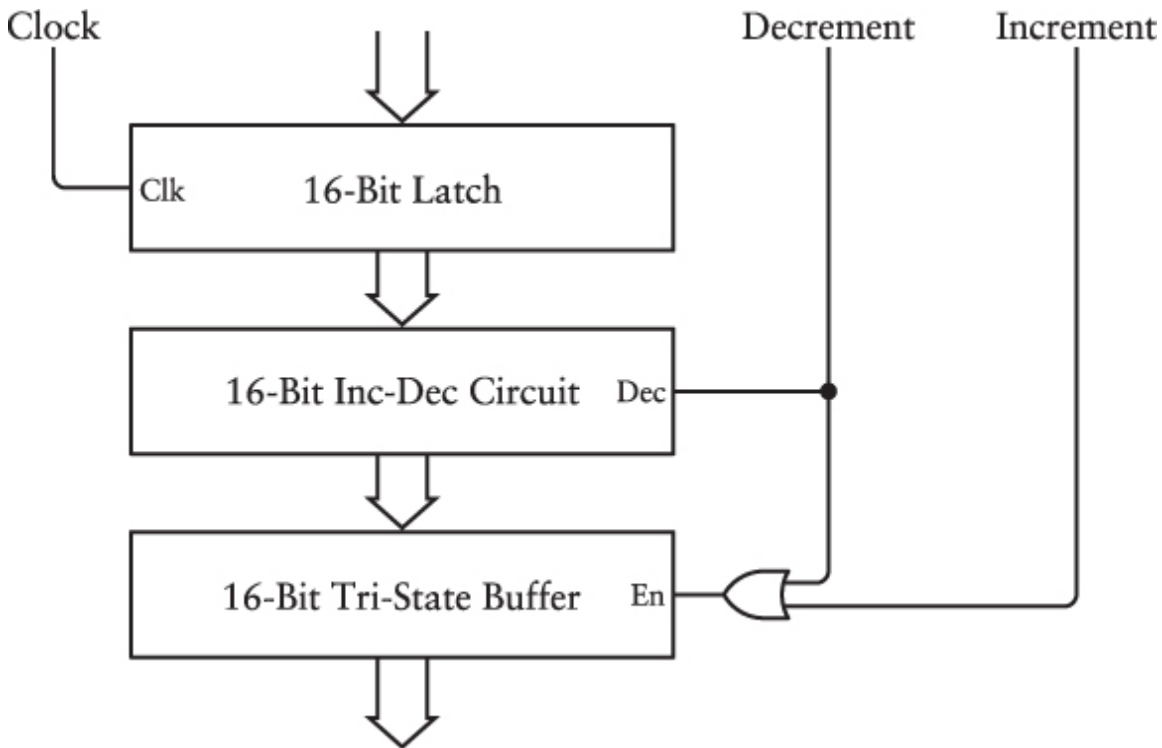 Clock
Decrement
Increment
Clk
16-Bit Latch
16-Bit Inc-Dec Circuit
Dec
16-Bit Tri-State Buffer
En